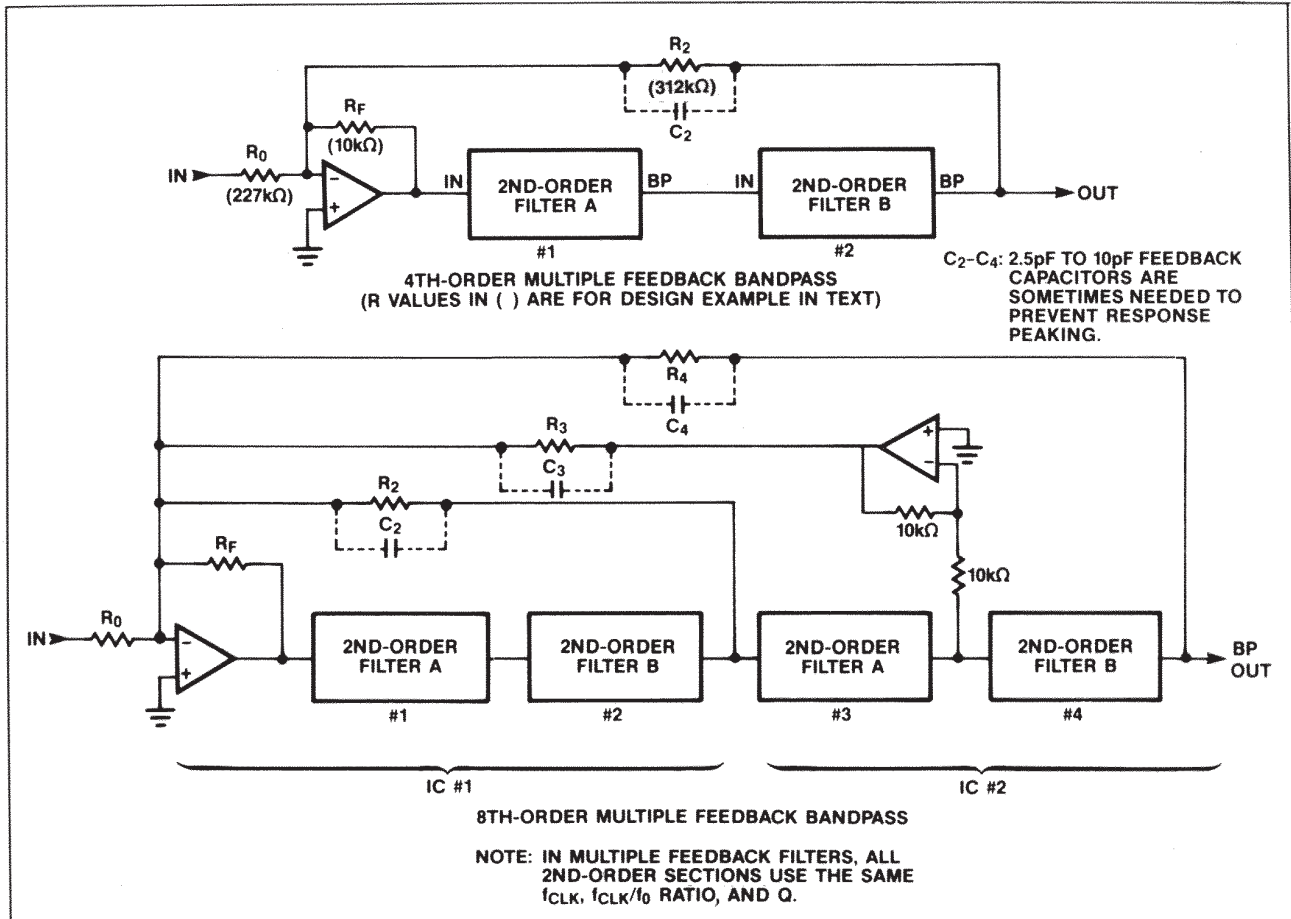 R2
(312kΩ)
C2
RF
(10kΩ)
R0
IN
(227kΩ)
−
+
IN
2ND-ORDER
FILTER A
BP
#1
IN
2ND-ORDER
FILTER B
BP
#2
OUT
4TH-ORDER MULTIPLE FEEDBACK BANDPASS
(R VALUES IN ( ) ARE FOR DESIGN EXAMPLE IN TEXT)
C2–C4: 2.5pF TO 10pF FEEDBACK
CAPACITORS ARE
SOMETIMES NEEDED TO
PREVENT RESPONSE
PEAKING.
R4
C4
R3
C3
+
−
R2
C2
10kΩ
10kΩ
RF
R0
IN
−
+
2ND-ORDER
FILTER A
#1
2ND-ORDER
FILTER B
#2
2ND-ORDER
FILTER A
#3
2ND-ORDER
FILTER B
#4
BP
OUT
IC #1
IC #2
8TH-ORDER MULTIPLE FEEDBACK BANDPASS
NOTE: IN MULTIPLE FEEDBACK FILTERS, ALL
2ND-ORDER SECTIONS USE THE SAME
fCLK, fCLK/f0 RATIO, AND Q.